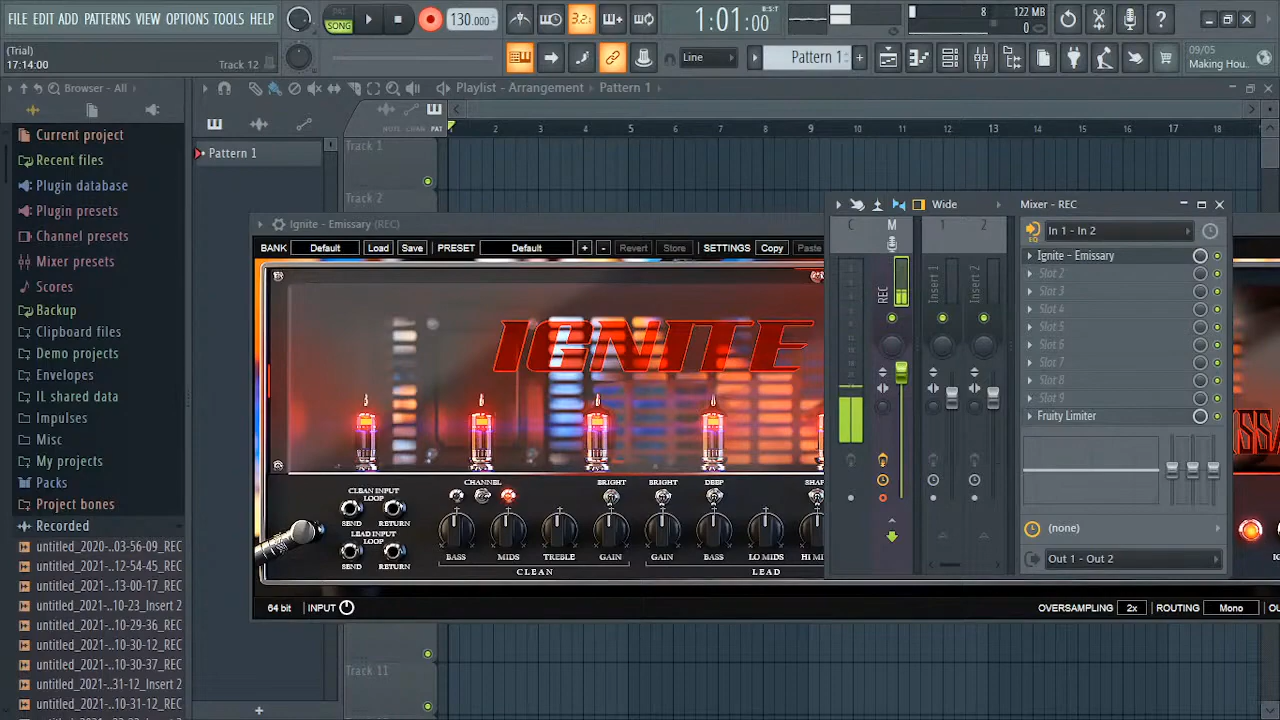 FILE EDIT ADD PATTERNS VIEW OPTIONS TOOLS HELP
PAT
SONG
130.000
3.2:
1:01:00
B:S:T
8
122 MB
0
(Trial)
17:14:00
Track 12
Line
Pattern 1
09/05
Making Hou..
Browser - All
Playlist - Arrangement
Pattern 1
NOTE CHAN PAT
2 3 4 5 6 7 8 9 10 11 12 13 14 15 16 17 18
Current project
Recent files
Plugin database
Plugin presets
Channel presets
Mixer presets
Scores
Backup
Clipboard files
Demo projects
Envelopes
IL shared data
Impulses
Misc
My projects
Packs
Project bones
Recorded
untitled_2020-..03-56-09_REC
untitled_2021-..12-54-45_REC
untitled_2021-..13-00-17_REC
untitled_2021-..10-23_Insert 2
untitled_2021-..10-29-36_REC
untitled_2021-..10-30-30_REC
untitled_2021-..10-30-37_REC
untitled_2021-..31-12_Insert 2
untitled_2021-..10-31-12_REC
Pattern 1
Track 1
Track 2
Track 11
Ignite - Emissary (REC)
BANK Default Load Save PRESET Default + - Revert Store SETTINGS Copy Paste
IGNITE
CLEAN INPUT
LOOP
SEND RETURN
LEAD INPUT
LOOP
SEND RETURN
CHANNEL
BRIGHT
BRIGHT
DEEP
BASS MIDS TREBLE GAIN
CLEAN
GAIN BASS LO MIDS
LEAD
64 bit INPUT
OVERSAMPLING 2x ROUTING Mono
Wide
C M 1 2
REC
Insert 1
Insert 2
Mixer - REC
In 1 - In 2
Ignite - Emissary
Slot 2
Slot 3
Slot 4
Slot 5
Slot 6
Slot 7
Slot 8
Slot 9
Fruity Limiter
(none)
Out 1 - Out 2